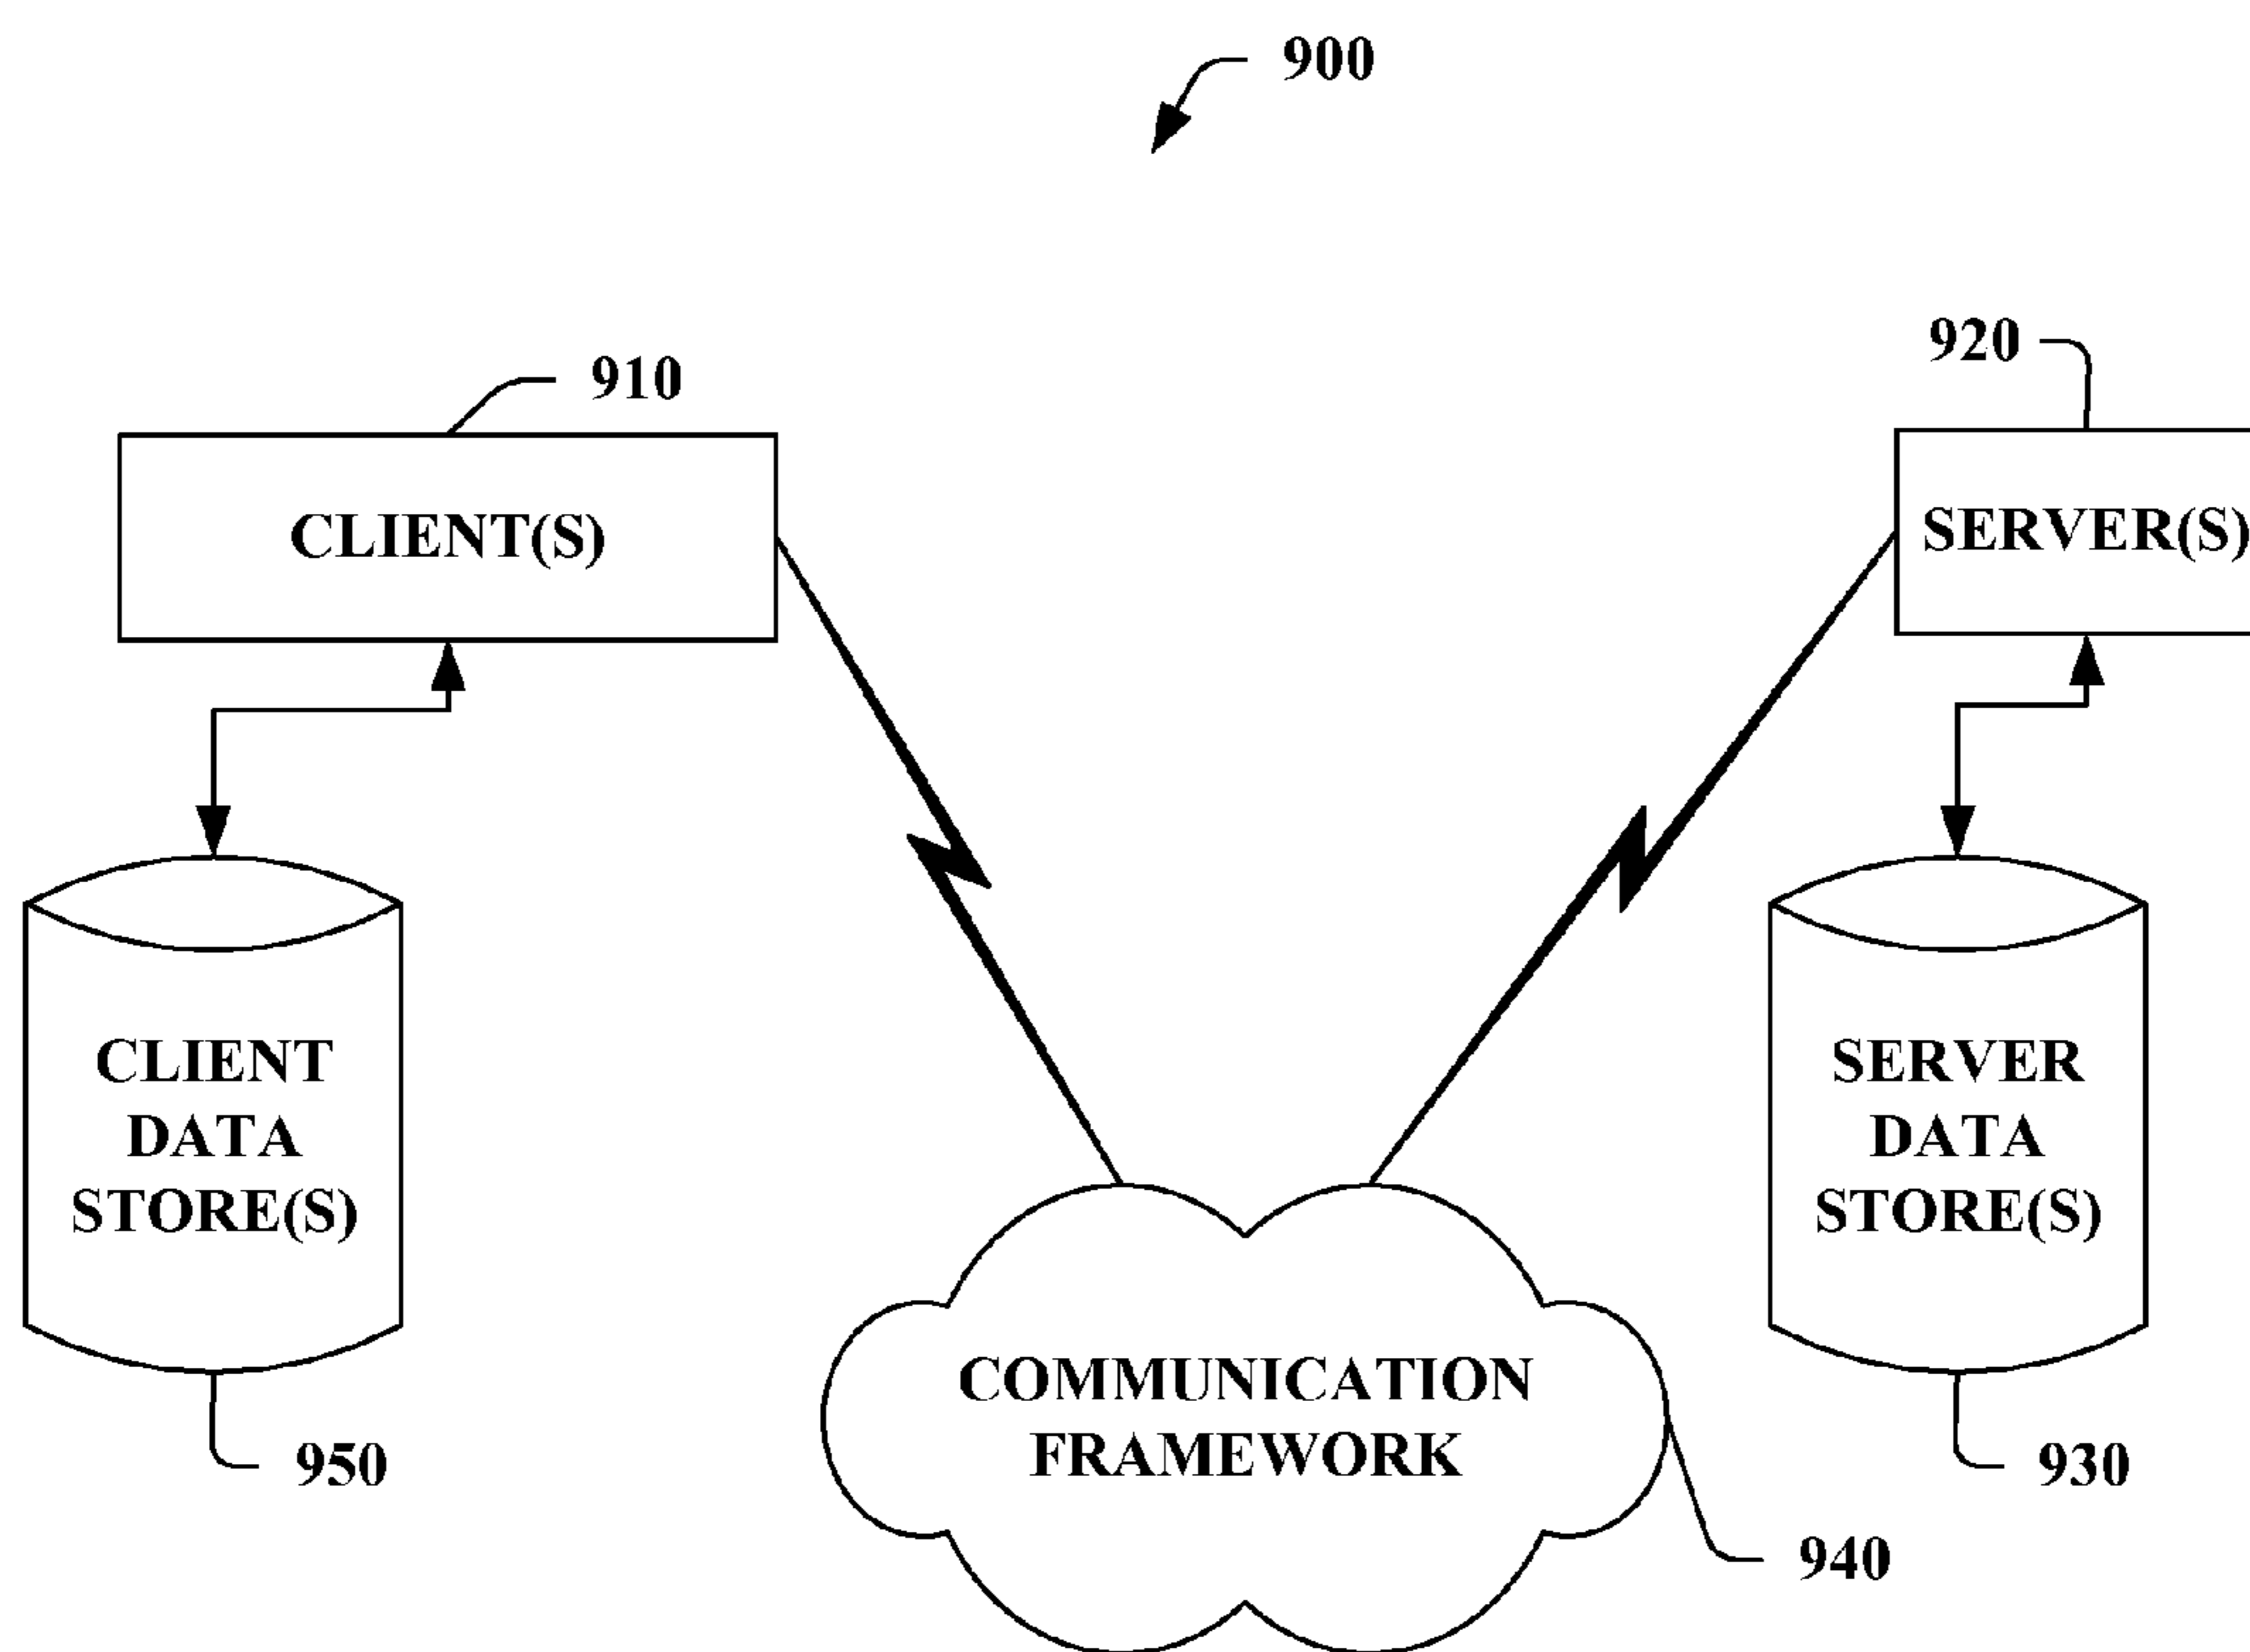 900
910
920
CLIENT(S)
SERVER(S)
CLIENT
DATA
STORE(S)
SERVER
DATA
STORE(S)
COMMUNICATION
FRAMEWORK
950
930
940